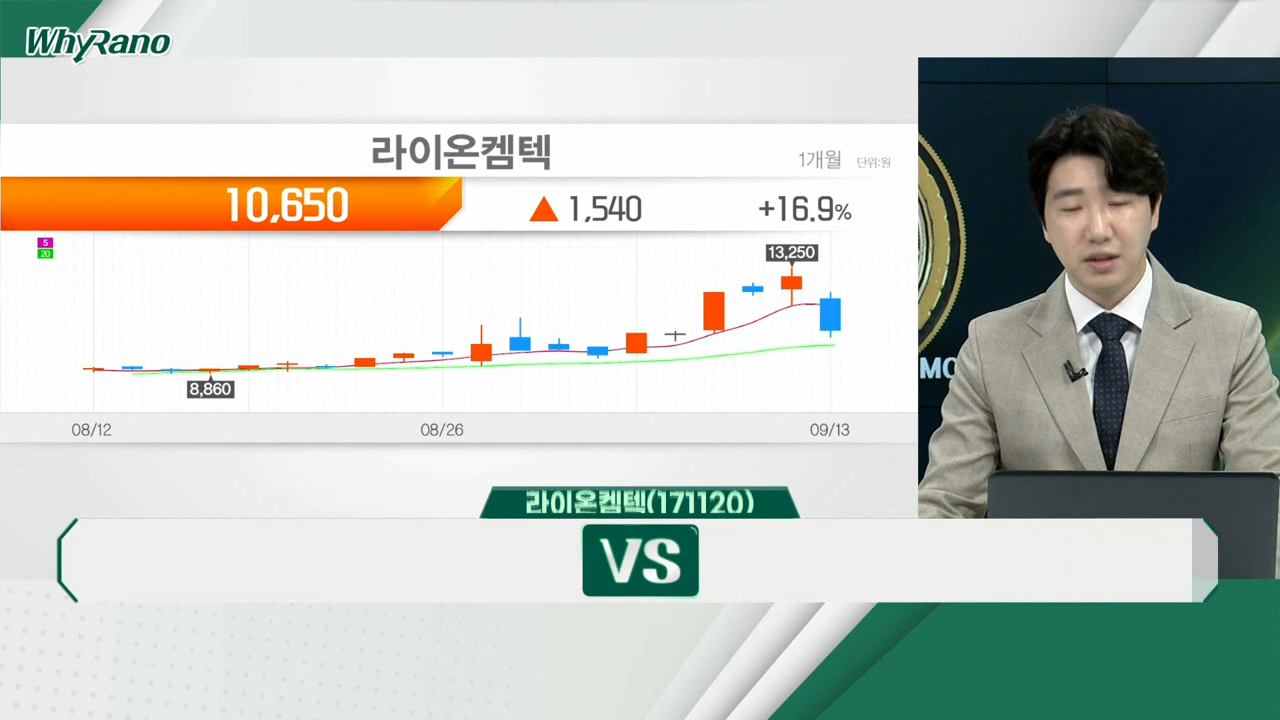 WhyRano
라이온켐텍
1개월 단위:원
10,650 ▲ 1,540 +16.9%
5
20
13,250
8,860
08/12 08/26 09/13
MO
라이온켐텍(171120)
VS